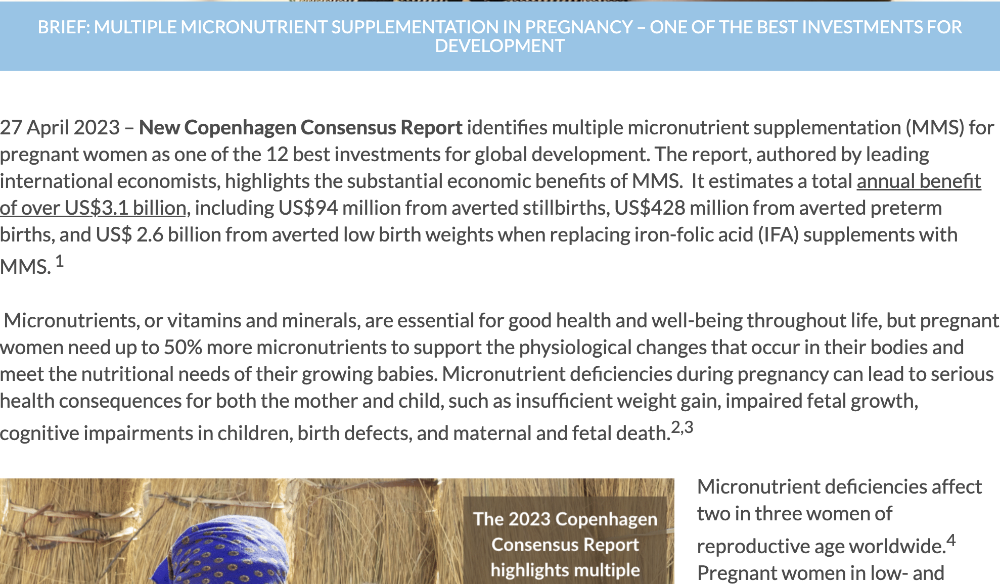 BRIEF: MULTIPLE MICRONUTRIENT SUPPLEMENTATION IN PREGNANCY – ONE OF THE BEST INVESTMENTS FOR
DEVELOPMENT
27 April 2023 – New Copenhagen Consensus Report identifies multiple micronutrient supplementation (MMS) for
pregnant women as one of the 12 best investments for global development. The report, authored by leading
international economists, highlights the substantial economic benefits of MMS.  It estimates a total annual benefit
of over US$3.1 billion, including US$94 million from averted stillbirths, US$428 million from averted preterm
births, and US$ 2.6 billion from averted low birth weights when replacing iron-folic acid (IFA) supplements with
MMS. 1
Micronutrients, or vitamins and minerals, are essential for good health and well-being throughout life, but pregnant
women need up to 50% more micronutrients to support the physiological changes that occur in their bodies and
meet the nutritional needs of their growing babies. Micronutrient deficiencies during pregnancy can lead to serious
health consequences for both the mother and child, such as insufficient weight gain, impaired fetal growth,
cognitive impairments in children, birth defects, and maternal and fetal death.2,3
The 2023 Copenhagen
Consensus Report
highlights multiple
Micronutrient deficiencies affect
two in three women of
reproductive age worldwide.4
Pregnant women in low- and